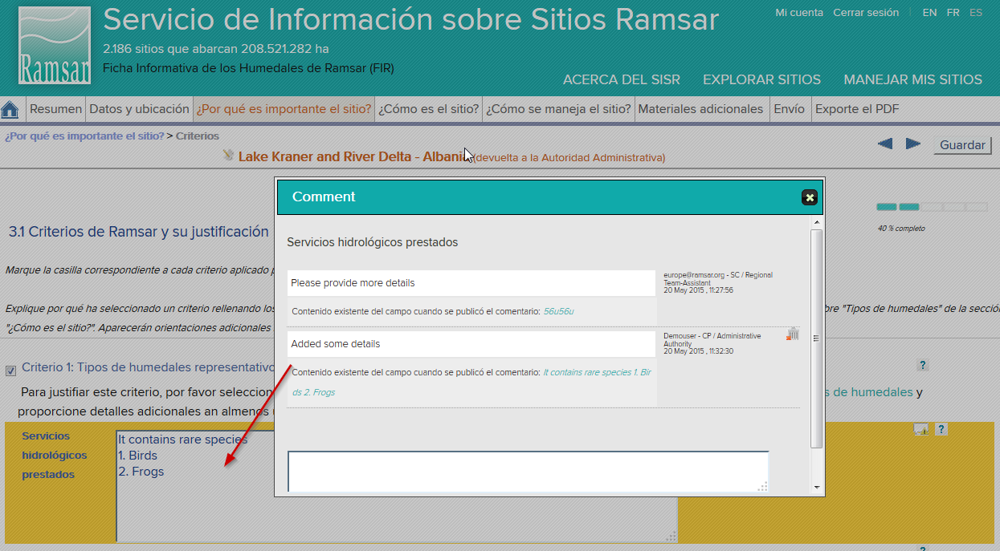 Ramsar
Servicio de Información sobre Sitios Ramsar
Mi cuenta Cerrar sesión EN FR ES
2.186 sitios que abarcan 208.521.282 ha
Ficha Informativa de los Humedales de Ramsar (FIR)
ACERCA DEL SISR EXPLORAR SITIOS MANEJAR MIS SITIOS
Resumen Datos y ubicación ¿Por qué es importante el sitio? ¿Cómo es el sitio? ¿Cómo se maneja el sitio? Materiales adicionales Envío Exporte el PDF
¿Por qué es importante el sitio? > Criterios
Guardar
Lake Kraner and River Delta - Albania (devuelta a la Autoridad Administrativa)
40 % completo
3.1 Criterios de Ramsar y su justificación
Marque la casilla correspondiente a cada criterio aplicado
Explique por qué ha seleccionado un criterio rellenando los
re "Tipos de humedales" de la sección
"¿Cómo es el sitio?". Aparecerán orientaciones adicionales
Criterio 1: Tipos de humedales representativo
?
Para justificar este criterio, por favor seleccion
s de humedales y
proporcione detalles adicionales an almenos
Servicios
hidrológicos
prestados
It contains rare species
1. Birds
2. Frogs
?
Comment
Servicios hidrológicos prestados
Please provide more details
europe@ramsar.org - SC / Regional
Team-Assistant
20 May 2015 , 11:27:56
Contenido existente del campo cuando se publicó el comentario: 56u56u
Added some details
Demouser - CP / Administrative
Authority
20 May 2015 , 11:32:30
Contenido existente del campo cuando se publicó el comentario: It contains rare species 1. Bir
ds 2. Frogs
?